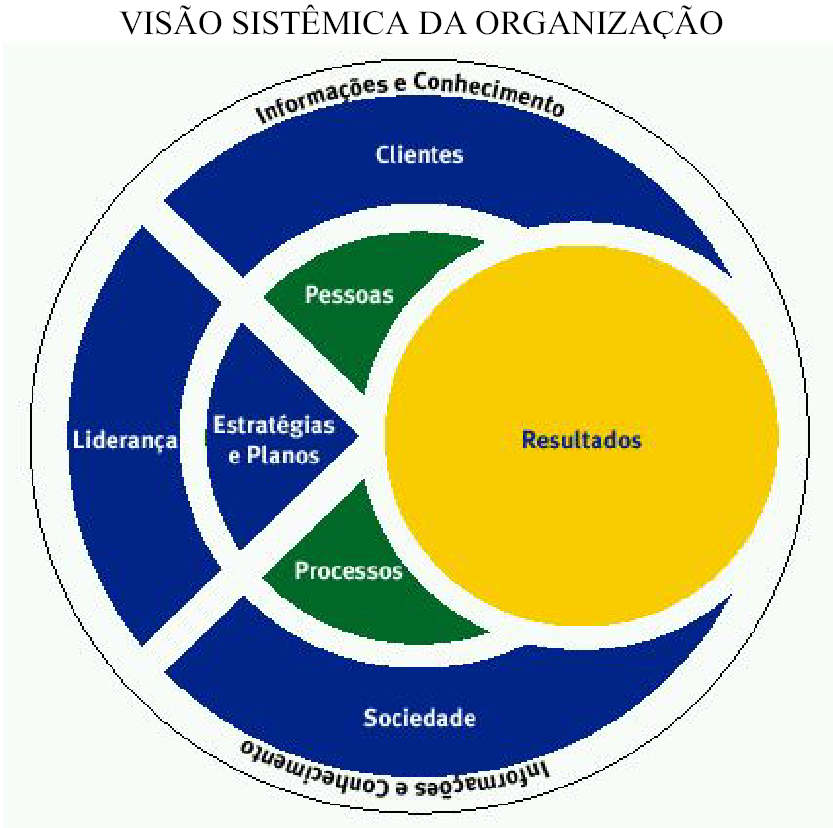 VISÃO SISTÊMICA DA ORGANIZAÇÃO
Informações e Conhecimento
Clientes
Pessoas
Liderança
Estratégias
e Planos
Resultados
Processos
Sociedade
Informações e Conhecimento